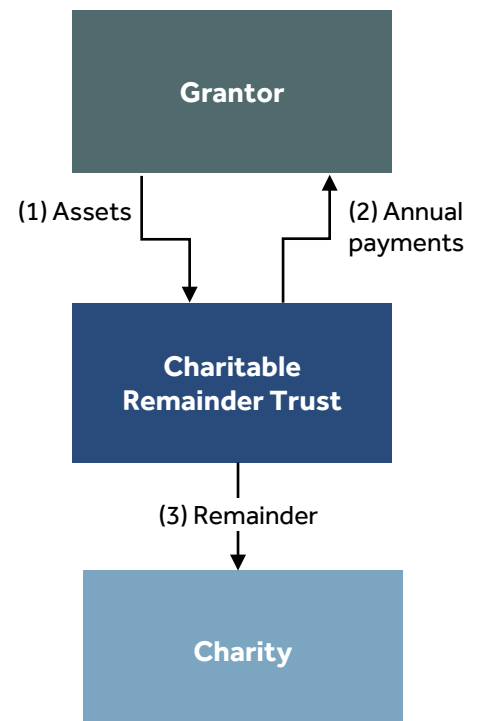 Grantor
(1) Assets
(2) Annual
payments
Charitable
Remainder Trust
(3) Remainder
Charity